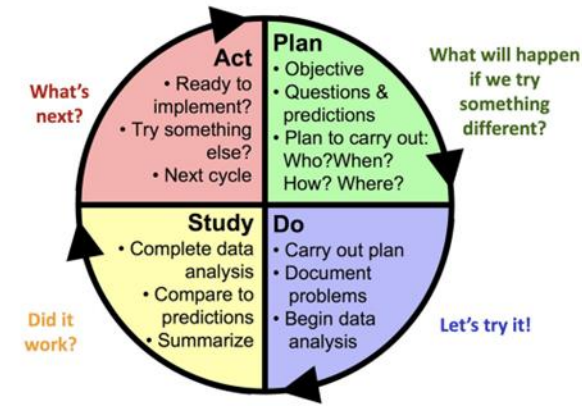 Act
• Ready to
implement?
• Try something
else?
• Next cycle
Plan
• Objective
• Questions &
predictions
• Plan to carry out:
Who?When?
How? Where?
What's
next?
What will happen
if we try
something
different?
Study
• Complete data
analysis
• Compare to
predictions
• Summarize
Do
• Carry out plan
• Document
problems
• Begin data
analysis
Did it
work?
Let's try it!